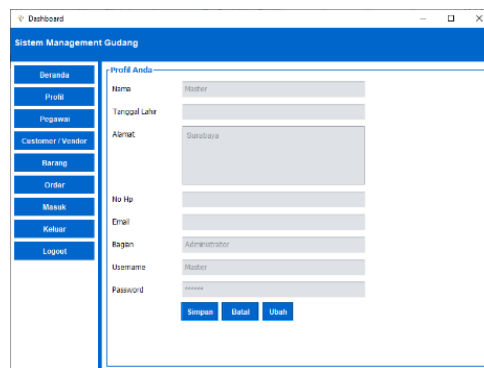 Dashboard
Sistem Management Gudang
Beranda
Profil
Pegawai
Customer / Vendor
Barang
Order
Masuk
Keluar
Logout
Profil Anda
Nama
Master
Tanggal Lahir
Alamat
Surabaya
No Hp
Email
Bagian
Administrator
Username
Master
Password
******
Simpan Batal Ubah